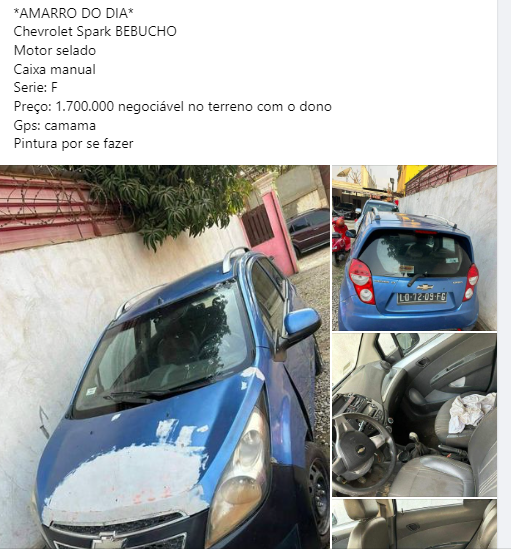 *AMARRO DO DIA*
Chevrolet Spark BEBUCHO
Motor selado
Caixa manual
Serie: F
Preço: 1.700.000 negociável no terreno com o dono
Gps: camama
Pintura por se fazer
LD-12-09-FG